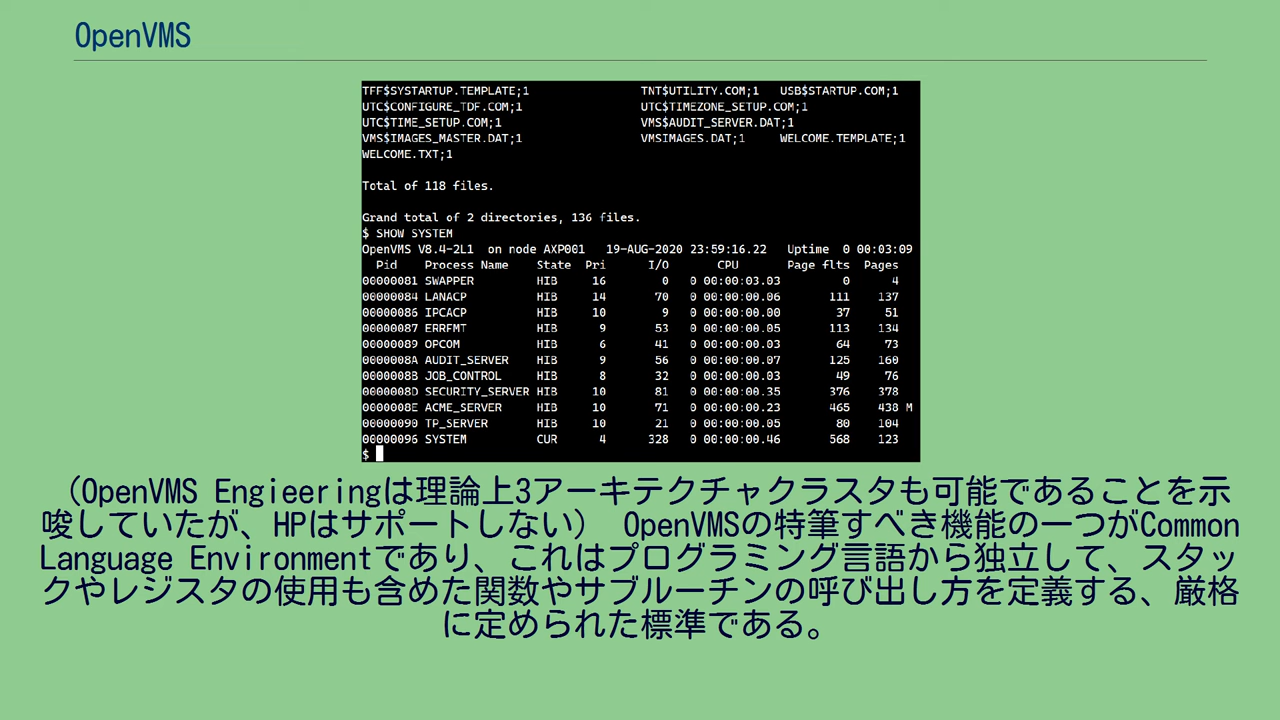 OpenVMS
TFF$SYSTARTUP.TEMPLATE;1 TNT$UTILITY.COM;1 USB$STARTUP.COM;1
UTC$CONFIGURE_TDF.COM;1 UTC$TIMEZONE_SETUP.COM;1
UTC$TIME_SETUP.COM;1 VMS$AUDIT_SERVER.DAT;1
VMS$IMAGES_MASTER.DAT;1 VMSIMAGES.DAT;1 WELCOME.TEMPLATE;1
WELCOME.TXT;1
Total of 118 files.
Grand total of 2 directories, 136 files.
$ SHOW SYSTEM
OpenVMS V8.4-2L1 on node AXP001 19-AUG-2020 23:59:16.22 Uptime 0 00:03:09
Pid Process Name State Pri I/O CPU Page flts Pages
00000081 SWAPPER HIB 16 0 0 00:00:03.03 0 4
00000084 LANACP HIB 14 70 0 00:00:00.06 111 137
00000086 IPCACP HIB 10 9 0 00:00:00.00 37 51
00000087 ERRFMT HIB 9 53 0 00:00:00.05 113 134
00000089 OPCOM HIB 6 41 0 00:00:00.03 64 73
0000008A AUDIT_SERVER HIB 9 56 0 00:00:00.07 125 160
0000008B JOB_CONTROL HIB 8 32 0 00:00:00.03 49 76
0000008D SECURITY_SERVER HIB 10 81 0 00:00:00.35 376 378
0000008E ACME_SERVER HIB 10 71 0 00:00:00.23 465 438 M
00000090 TP_SERVER HIB 10 21 0 00:00:00.05 80 104
00000096 SYSTEM CUR 4 328 0 00:00:00.46 568 123
$
（OpenVMS Engieeringは理論上3アーキテクチャクラスタも可能であることを示
唆していたが、HPはサポートしない） OpenVMSの特筆すべき機能の一つがCommon
Language Environmentであり、これはプログラミング言語から独立して、スタッ
クやレジスタの使用も含めた関数やサブルーチンの呼び出し方を定義する、厳格
に定められた標準である。